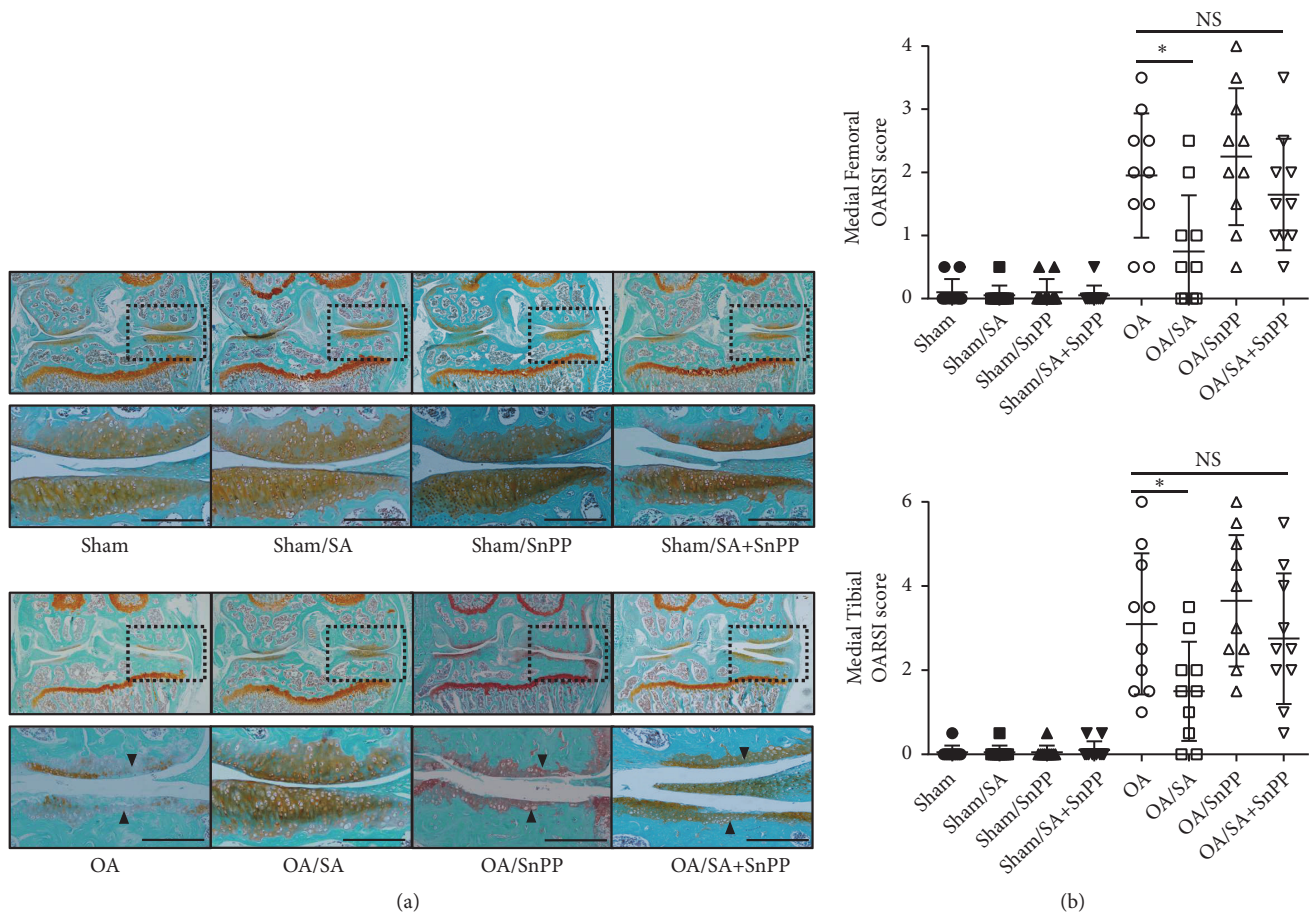 Sham Sham/SA Sham/SnPP Sham/SA+SnPP
OA OA/SA OA/SnPP OA/SA+SnPP
(a)
NS
*
4
3
2
1
0
Medial Femoral
OARSI score
Sham
Sham/SA
Sham/SnPP
Sham/SA+SnPP
OA
OA/SA
OA/SnPP
OA/SA+SnPP
NS
*
6
4
2
0
Medial Tibial
OARSI score
Sham
Sham/SA
Sham/SnPP
Sham/SA+SnPP
OA
OA/SA
OA/SnPP
OA/SA+SnPP
(b)